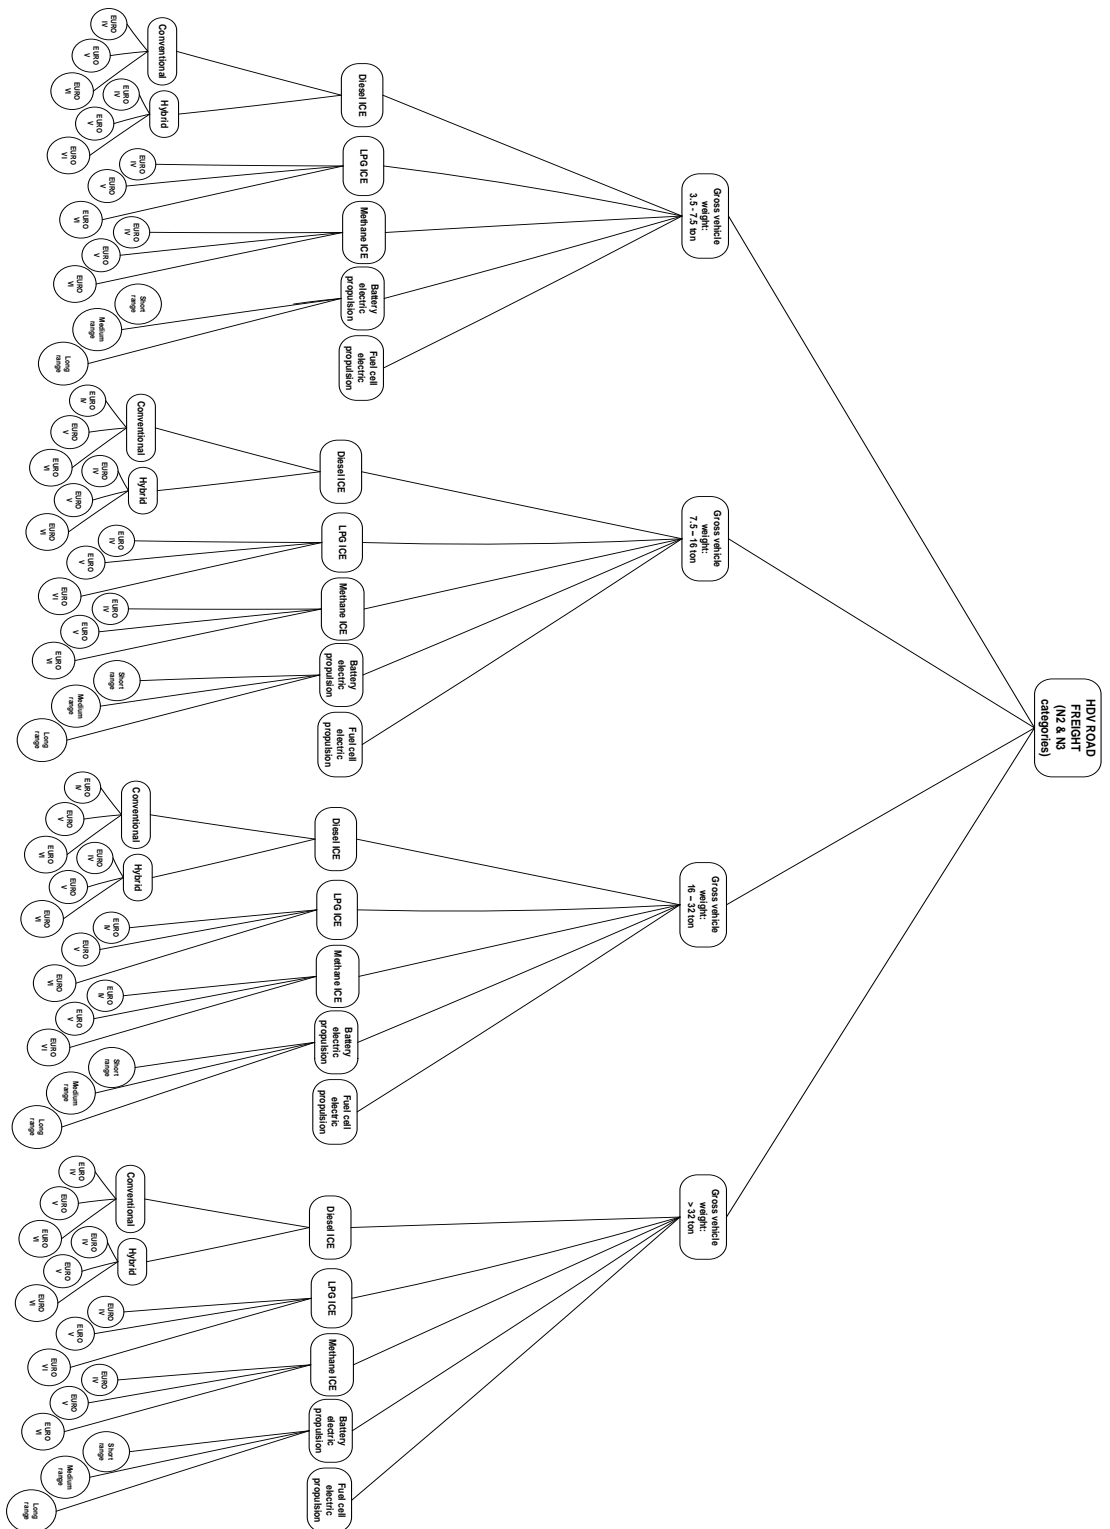 HDV ROAD
FREIGHT
(N2 & N3
categories)
Gross vehicle
weight:
3.5 - 7.5 ton
Gross vehicle
weight:
7.5 – 16 ton
Gross vehicle
weight:
16 – 32 ton
Gross vehicle
weight:
> 32 ton
Diesel ICE
LPG ICE
Methane ICE
Battery
electric
propulsion
Fuel cell
electric
propulsion
Diesel ICE
LPG ICE
Methane ICE
Battery
electric
propulsion
Fuel cell
electric
propulsion
Diesel ICE
LPG ICE
Methane ICE
Battery
electric
propulsion
Fuel cell
electric
propulsion
Diesel ICE
LPG ICE
Methane ICE
Battery
electric
propulsion
Fuel cell
electric
propulsion
Conventional
Hybrid
EURO
IV
EURO
V
EURO
VI
EURO
IV
EURO
V
EURO
VI
EURO
IV
EURO
V
EURO
VI
EURO
IV
EURO
V
EURO
VI
Short
range
Medium
range
Long
range
Conventional
Hybrid
EURO
IV
EURO
V
EURO
VI
EURO
IV
EURO
V
EURO
VI
EURO
IV
EURO
V
EURO
VI
EURO
IV
EURO
V
EURO
VI
Short
range
Medium
range
Long
range
Conventional
Hybrid
EURO
IV
EURO
V
EURO
VI
EURO
IV
EURO
V
EURO
VI
EURO
IV
EURO
V
EURO
VI
EURO
IV
EURO
V
EURO
VI
Short
range
Medium
range
Long
range
Conventional
Hybrid
EURO
IV
EURO
V
EURO
VI
EURO
IV
EURO
V
EURO
VI
EURO
IV
EURO
V
EURO
VI
EURO
IV
EURO
V
EURO
VI
Short
range
Medium
range
Long
range